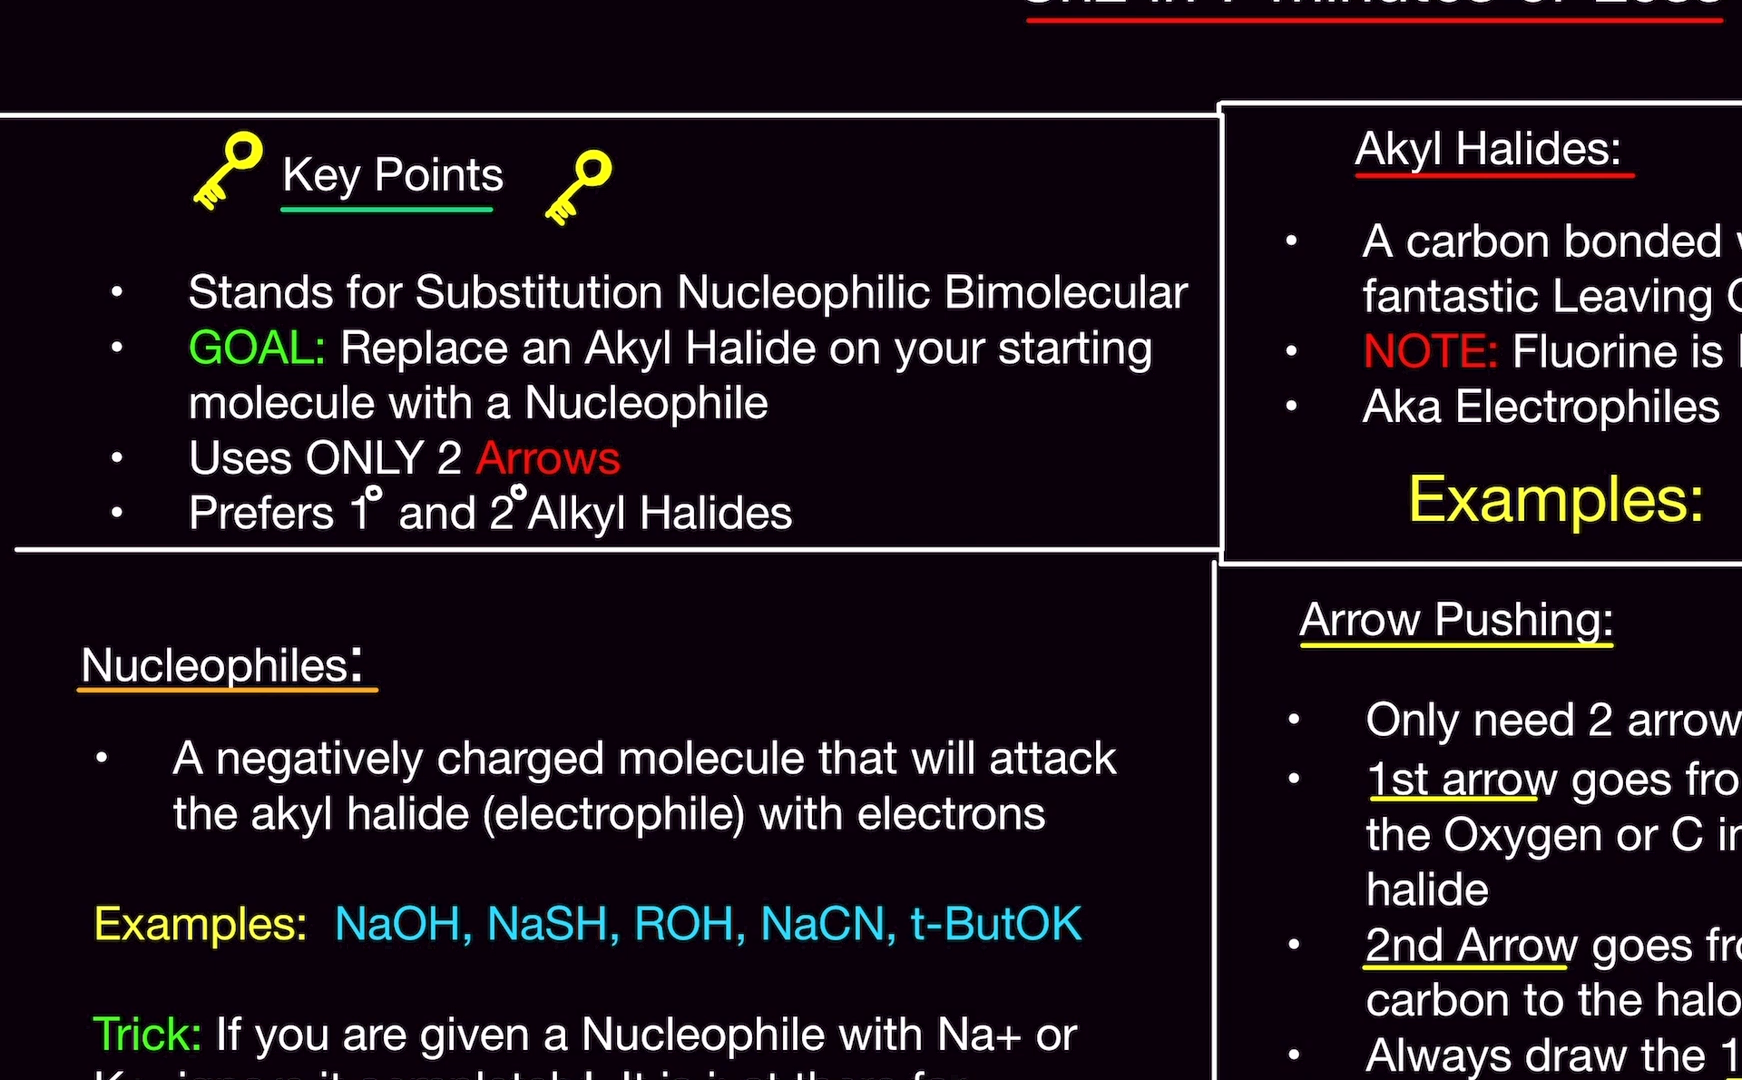 Key Points
• Stands for Substitution Nucleophilic Bimolecular
• GOAL: Replace an Akyl Halide on your starting
molecule with a Nucleophile
• Uses ONLY 2 Arrows
• Prefers 1° and 2° Alkyl Halides
Akyl Halides:
• A carbon bonded
fantastic Leaving
• NOTE: Fluorine is
• Aka Electrophiles
Examples:
Nucleophiles:
• A negatively charged molecule that will attack
the akyl halide (electrophile) with electrons
Examples: NaOH, NaSH, ROH, NaCN, t-ButOK
Trick: If you are given a Nucleophile with Na+ or
Arrow Pushing:
• Only need 2 arrow
• 1st arrow goes fro
the Oxygen or C in
halide
• 2nd Arrow goes fro
carbon to the halo
• Always draw the 1